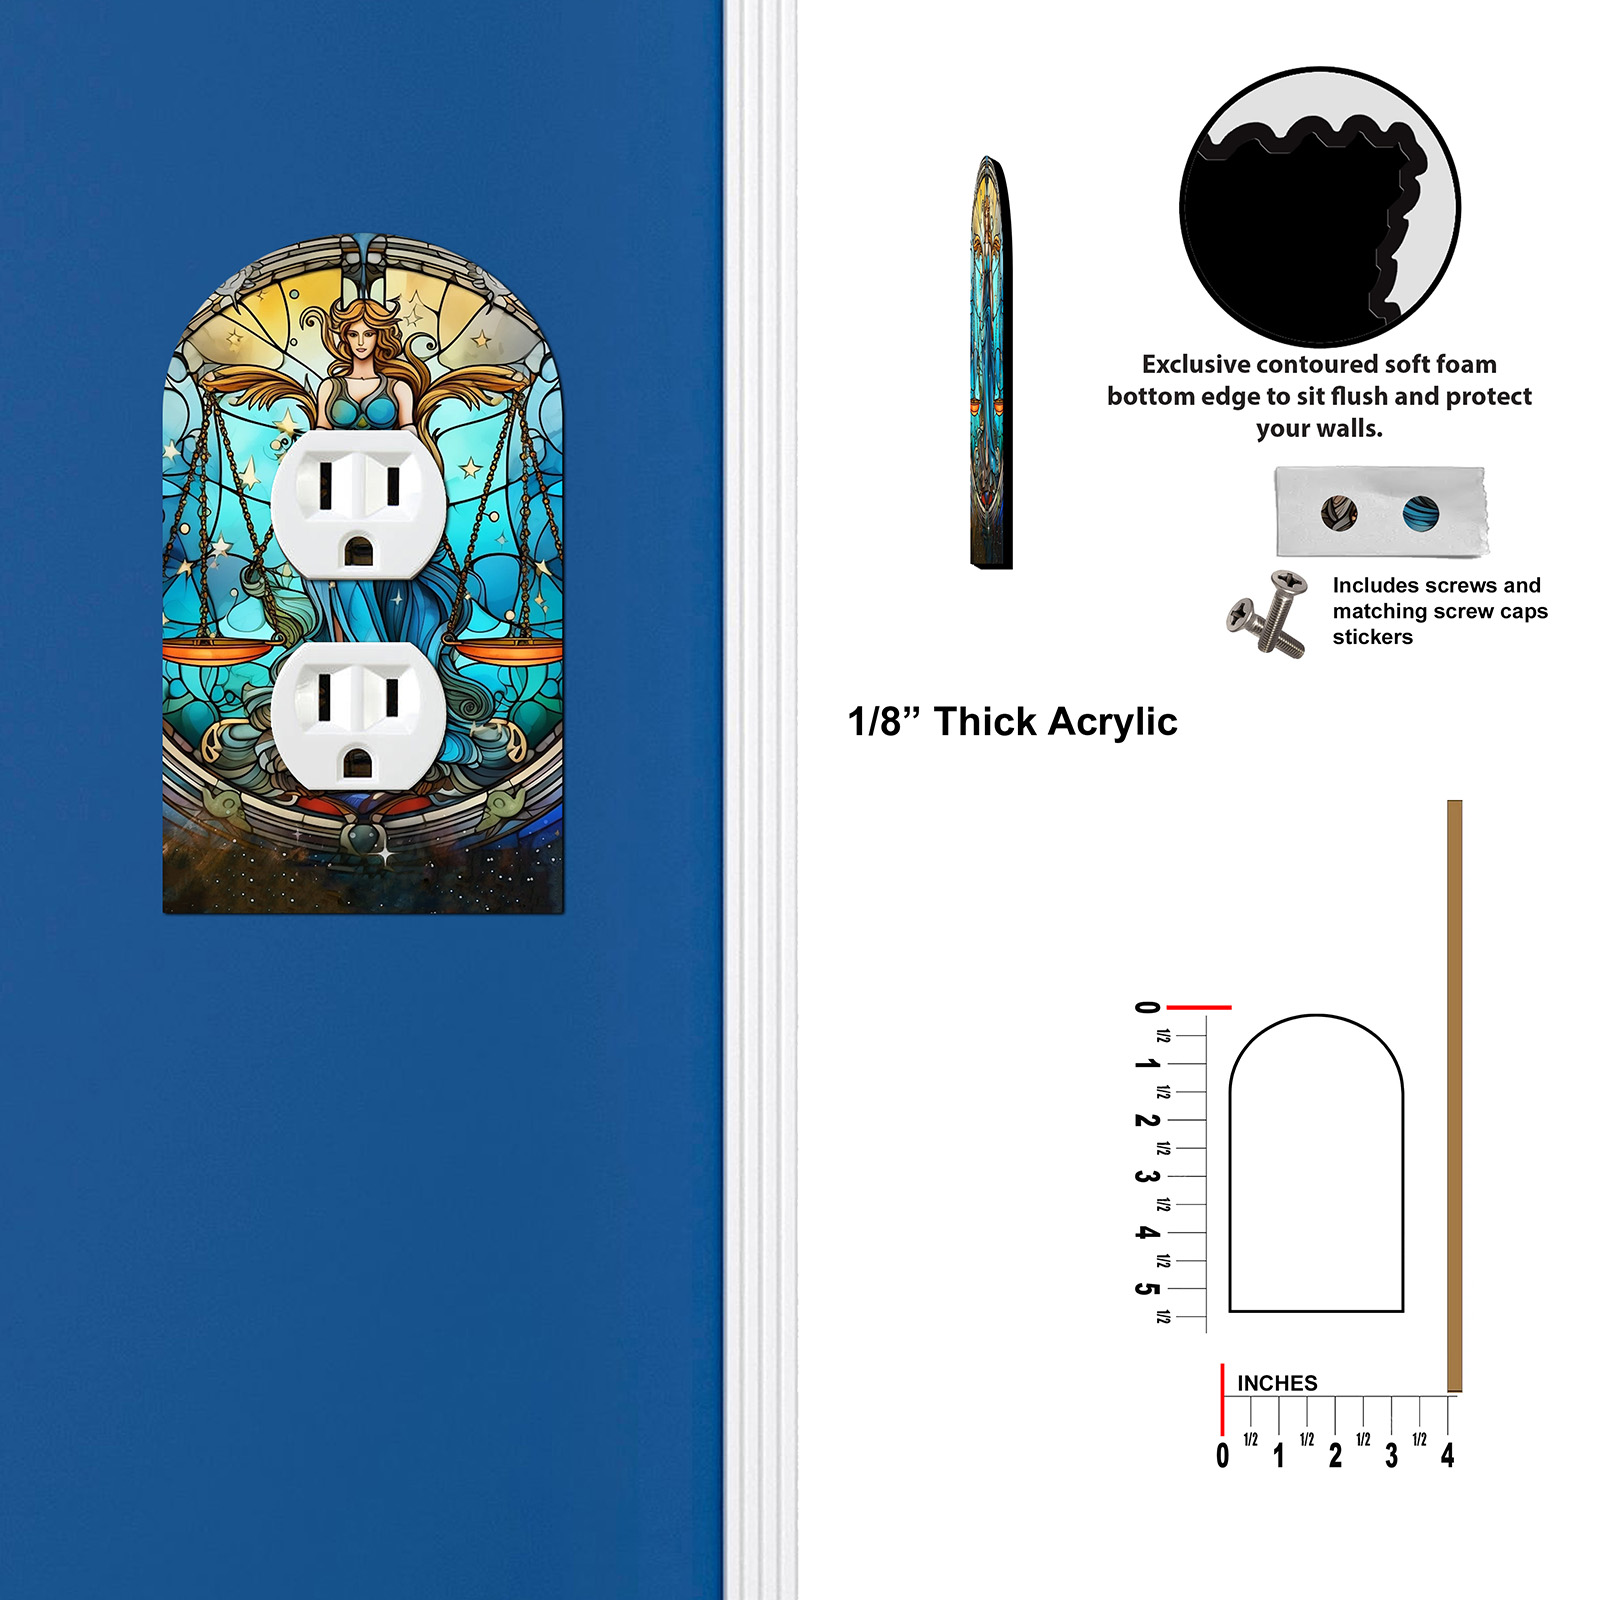 Exclusive contoured soft foam
bottom edge to sit flush and protect
your walls.
Includes screws and
matching screw caps
stickers
1/8” Thick Acrylic
0
1/2
1
1/2
2
1/2
3
1/2
4
1/2
5
1/2
INCHES
0 1/2 1 1/2 2 1/2 3 1/2 4